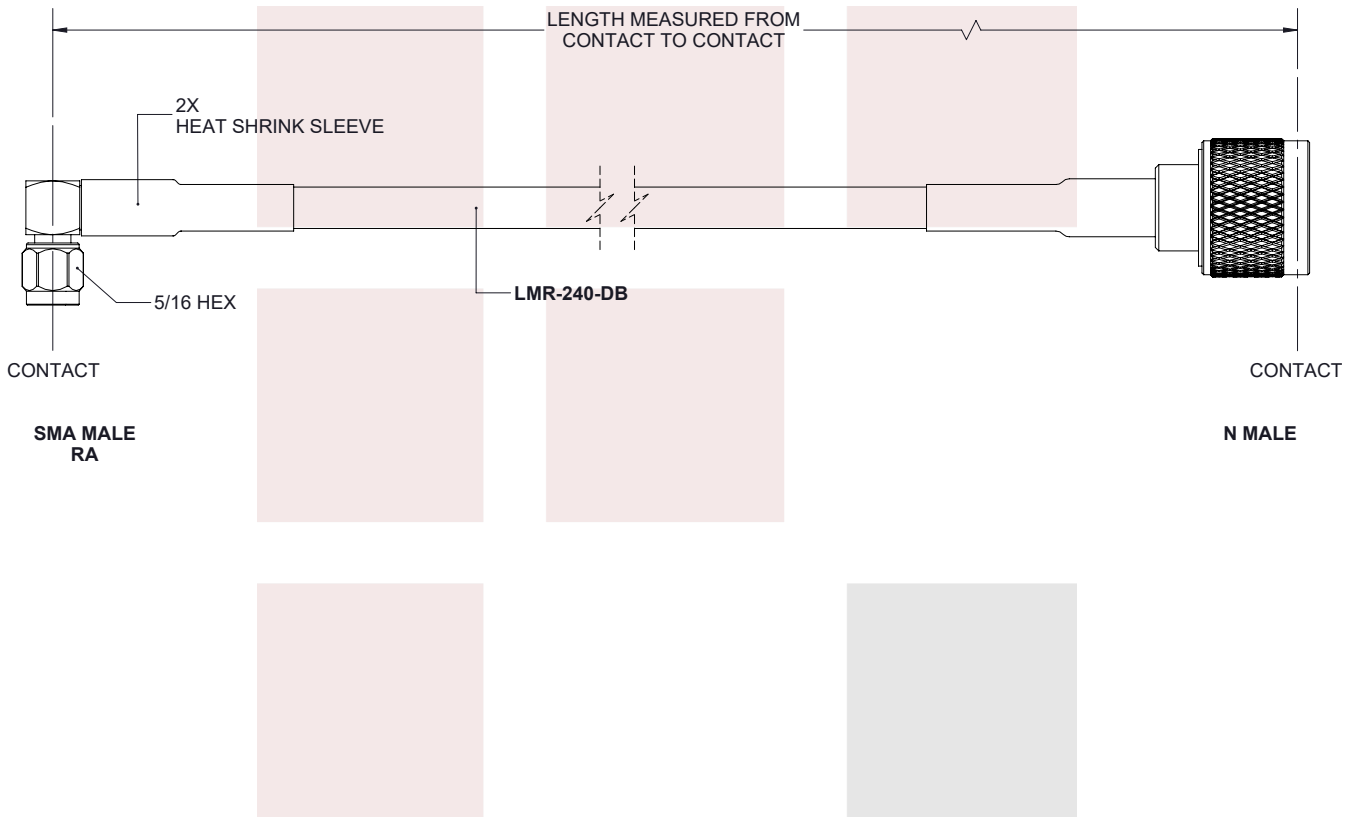 LENGTH MEASURED FROM
CONTACT TO CONTACT
2X
HEAT SHRINK SLEEVE
5/16 HEX
LMR-240-DB
CONTACT
CONTACT
SMA MALE
RA
N MALE